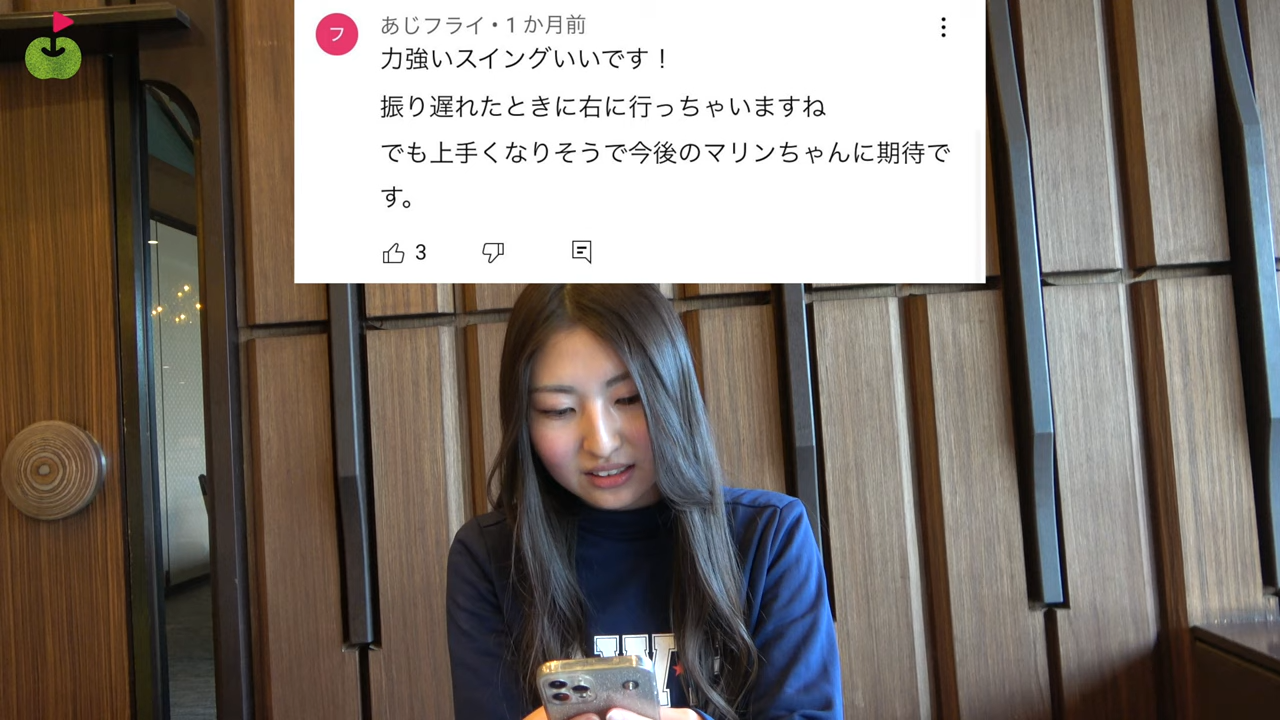 フ
あじフライ・1 か月前
力強いスイングいいです！
振り遅れたときに右に行っちゃいますね
でも上手くなりそうで今後のマリンちゃんに期待で
す。
3
W